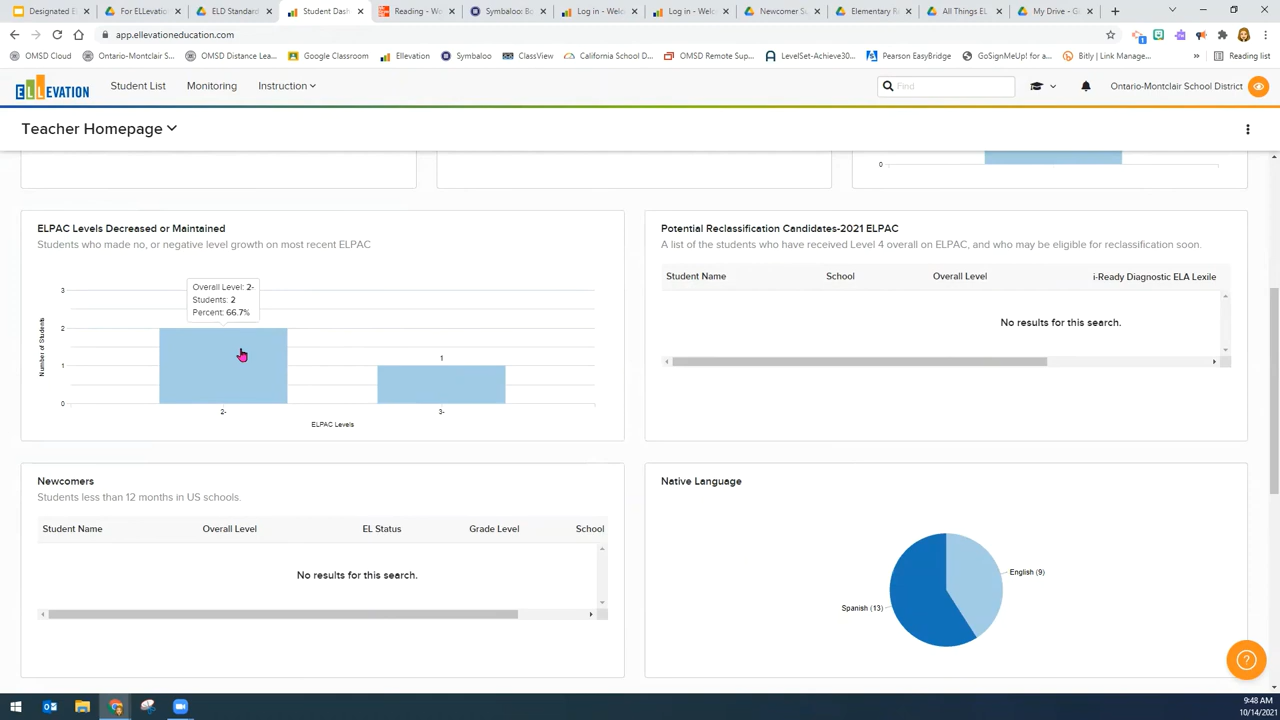 Designated E
For ELLevation
ELD Standard
Student Dash
Reading - Wo
Symbaloo: Bo
Log in - Welc
Log in - Welc
Newcomer Su
Elementary R
All Things EL
My Drive - Go
app.ellevationeducation.com
OMSD Cloud
Ontario-Montclair S...
OMSD Distance Lea...
Google Classroom
Ellevation
Symbaloo
ClassView
California School D...
OMSD Remote Sup...
LevelSet-Achieve30...
Pearson EasyBridge
GoSignMeUp! for a...
Bitly | Link Manage...
»
Reading list
ELLEVATION
Student List
Monitoring
Instruction
Find
Ontario-Montclair School District
Teacher Homepage
0
ELPAC Levels Decreased or Maintained
Students who made no, or negative level growth on most recent ELPAC
Overall Level: 2-
Students: 2
Percent: 66.7%
Number of Students
3
2
1
0
1
2-
3-
ELPAC Levels
Potential Reclassification Candidates-2021 ELPAC
A list of the students who have received Level 4 overall on ELPAC, and who may be eligible for reclassification soon.
Student Name School Overall Level i-Ready Diagnostic ELA Lexile
No results for this search.
Newcomers
Students less than 12 months in US schools.
Student Name Overall Level EL Status Grade Level School
No results for this search.
Native Language
English (9)
Spanish (13)
?
9:48 AM
10/14/2021